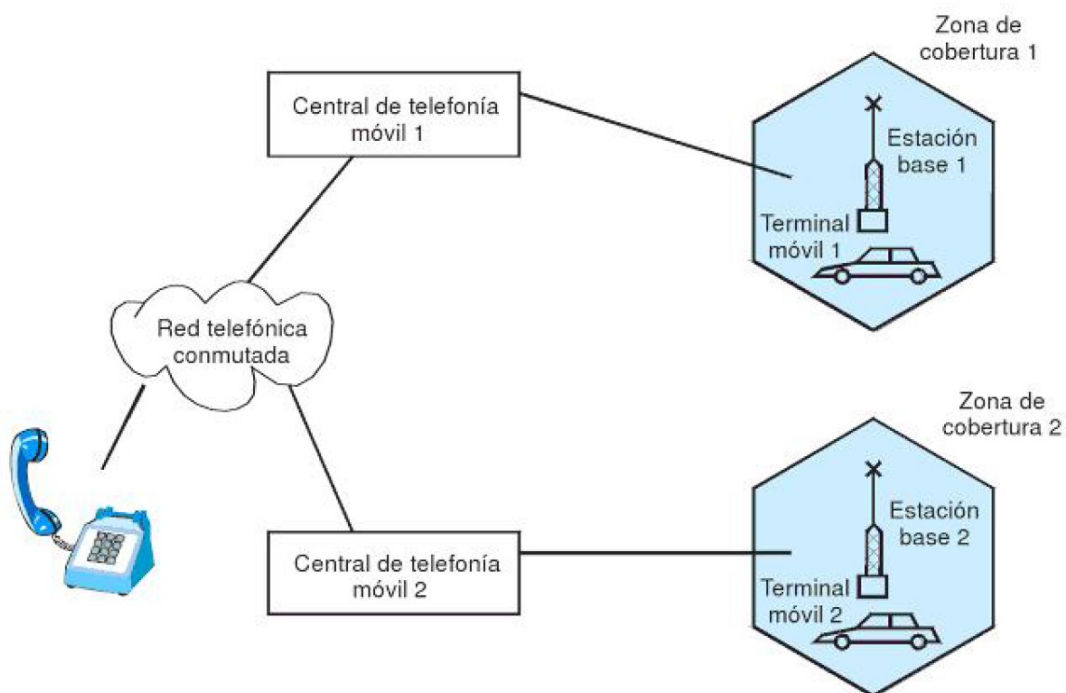 Zona de
cobertura 1
Central de telefonía
móvil 1
Estación
base 1
Terminal
móvil 1
Red telefónica
conmutada
Zona de
cobertura 2
Estación
base 2
Central de telefonía
móvil 2
Terminal
móvil 2